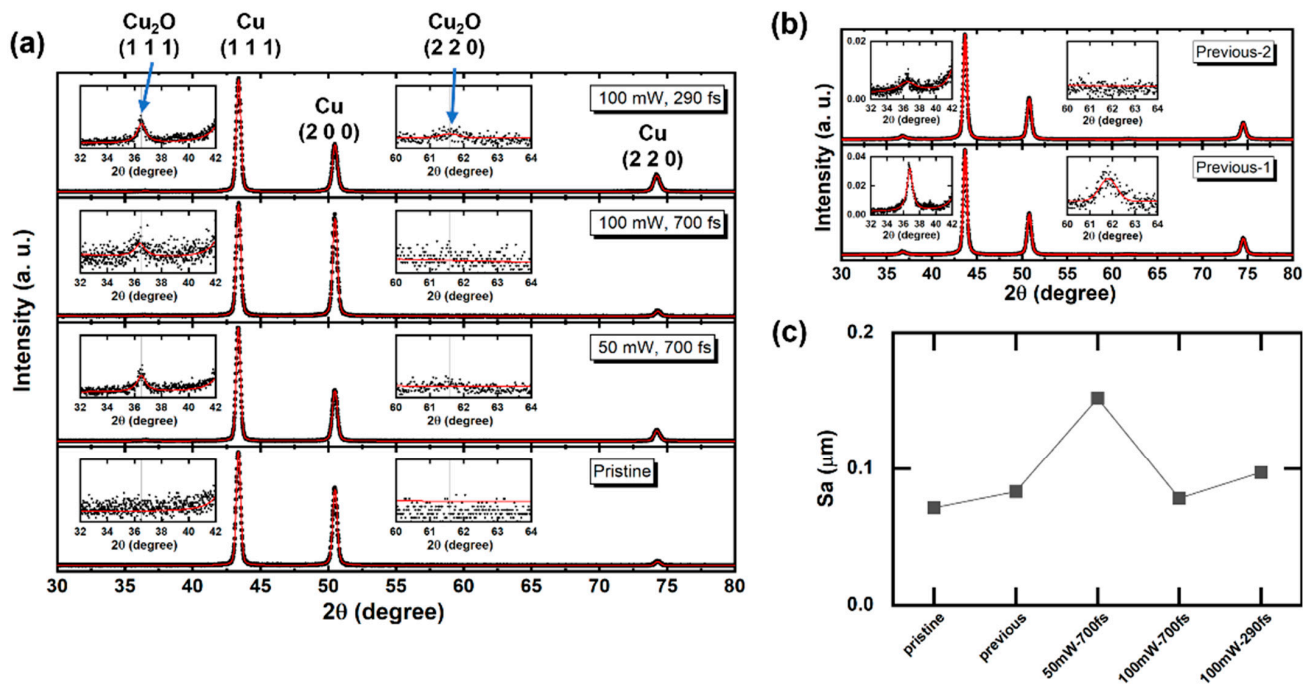 (a)
Cu₂O
(1 1 1)
Cu
(1 1 1)
Cu₂O
(2 2 0)
Intensity (a. u.)
100 mW, 290 fs
Cu
(2 0 0)
Cu
(2 2 0)
32 34 36 38 40 42
2θ (degree)
60 61 62 63 64
2θ (degree)
100 mW, 700 fs
32 34 36 38 40 42
2θ (degree)
60 61 62 63 64
2θ (degree)
50 mW, 700 fs
32 34 36 38 40 42
2θ (degree)
60 61 62 63 64
2θ (degree)
Pristine
32 34 36 38 40 42
2θ (degree)
60 61 62 63 64
2θ (degree)
30 35 40 45 50 55 60 65 70 75 80
2θ (degree)
(b)
Intensity (a. u.)
Previous-2
0.02
0.00
32 34 36 38 40 42
2θ (degree)
60 61 62 63 64
2θ (degree)
Previous-1
0.04
0.02
0.00
32 34 36 38 40 42
2θ (degree)
60 61 62 63 64
2θ (degree)
30 35 40 45 50 55 60 65 70 75 80
2θ (degree)
(c)
Sa (μm)
0.2
0.1
0.0
pristine
previous
50mW-700fs
100mW-700fs
100mW-290fs